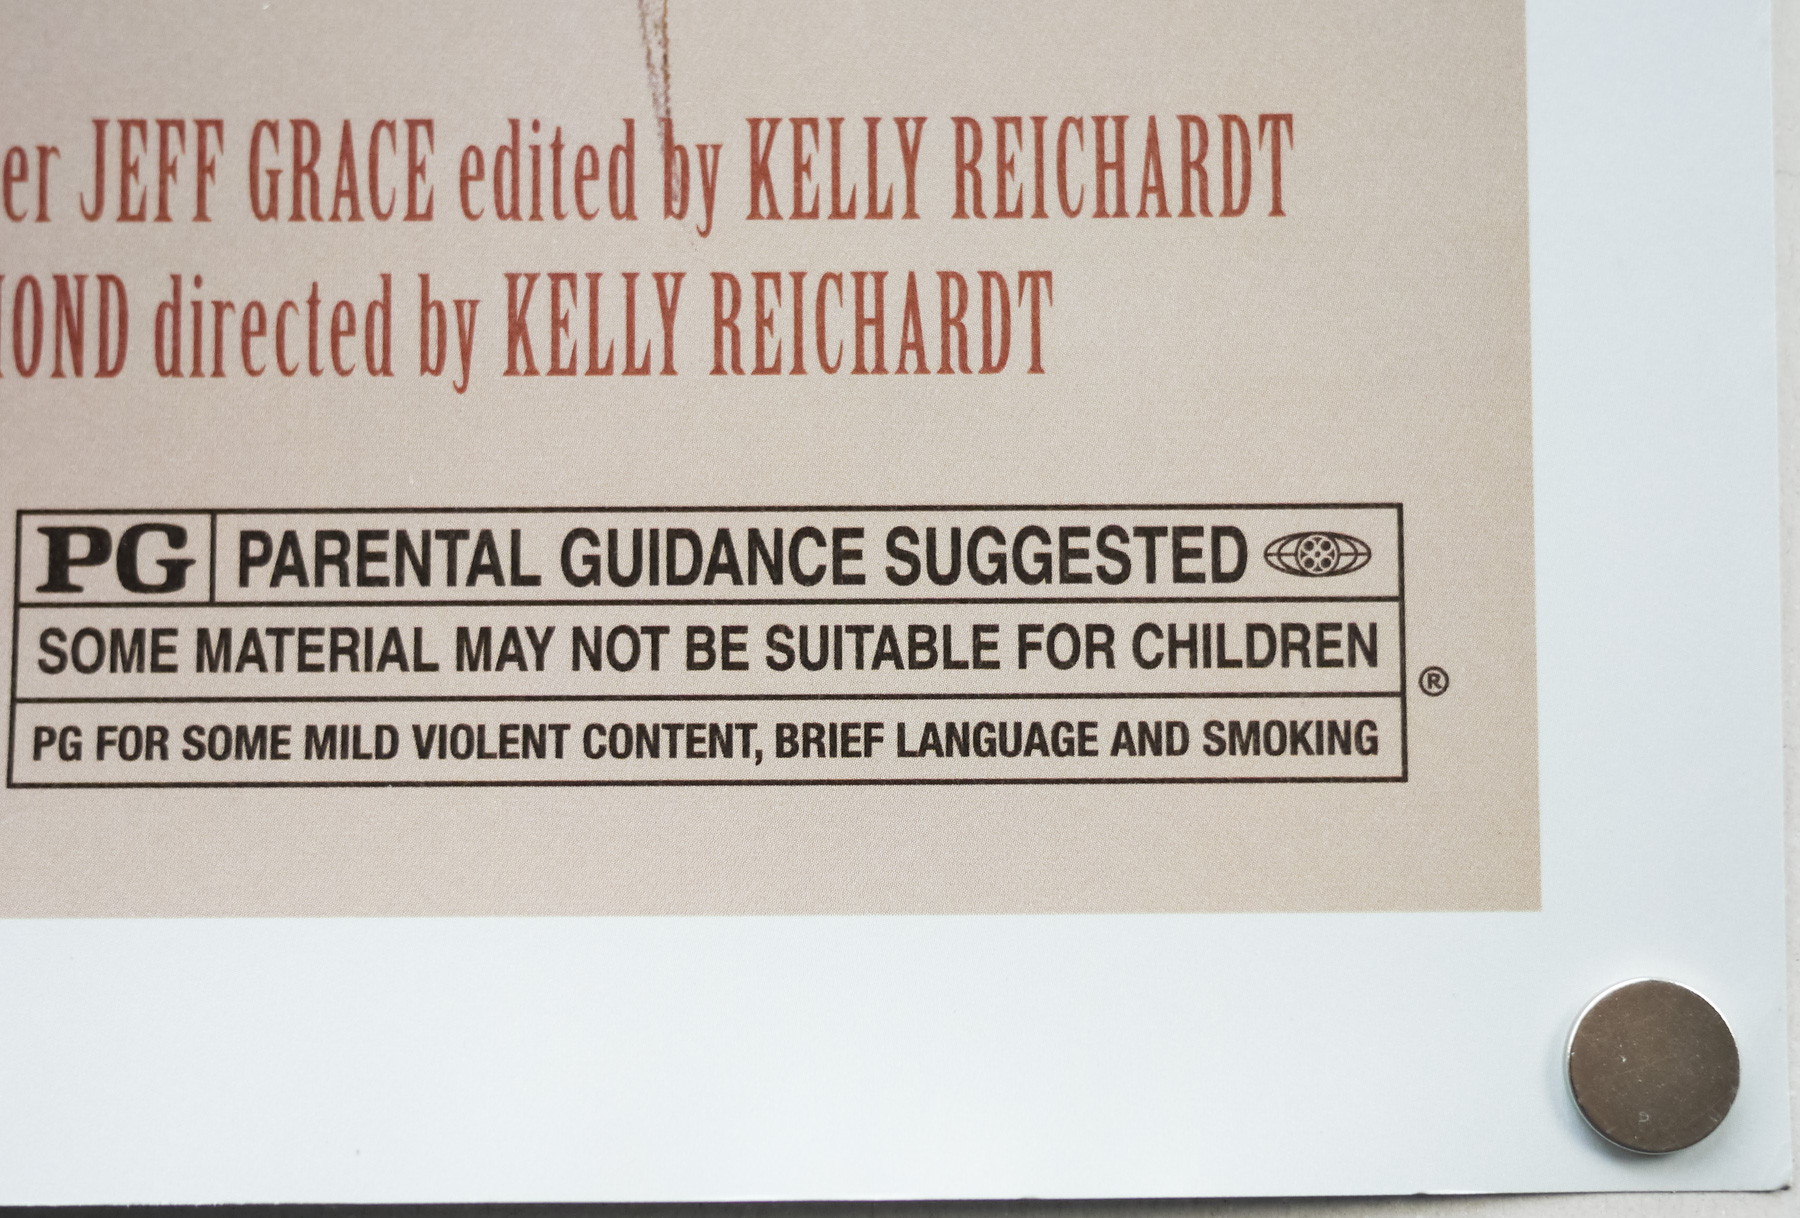 er JEFF GRACE edited by KELLY REICHARDT
MOND directed by KELLY REICHARDT
PG PARENTAL GUIDANCE SUGGESTED
SOME MATERIAL MAY NOT BE SUITABLE FOR CHILDREN
®
PG FOR SOME MILD VIOLENT CONTENT, BRIEF LANGUAGE AND SMOKING